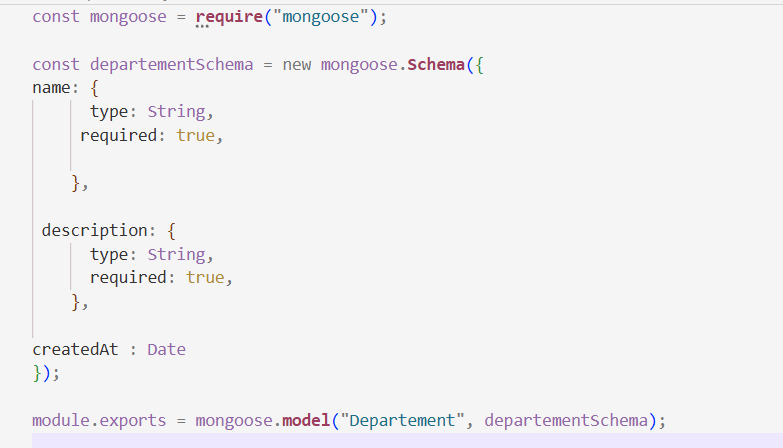 const mongoose = require("mongoose");
const departementSchema = new mongoose.Schema({
name: {
type: String,
required: true,
},
description: {
type: String,
required: true,
},
createdAt : Date
});
module.exports = mongoose.model("Departement", departementSchema);